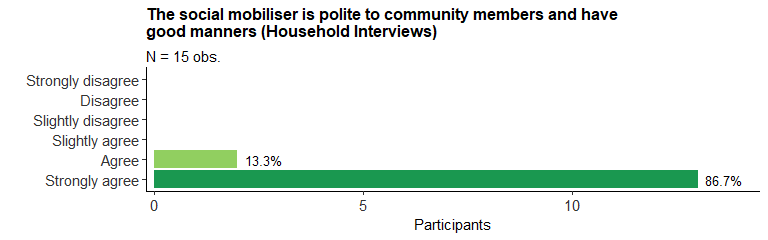 The social mobiliser is polite to community members and have
good manners (Household Interviews)
N = 15 obs.
Strongly disagree
Disagree
Slightly disagree
Slightly agree
Agree
13.3%
Strongly agree
86.7%
0 5 10
Participants